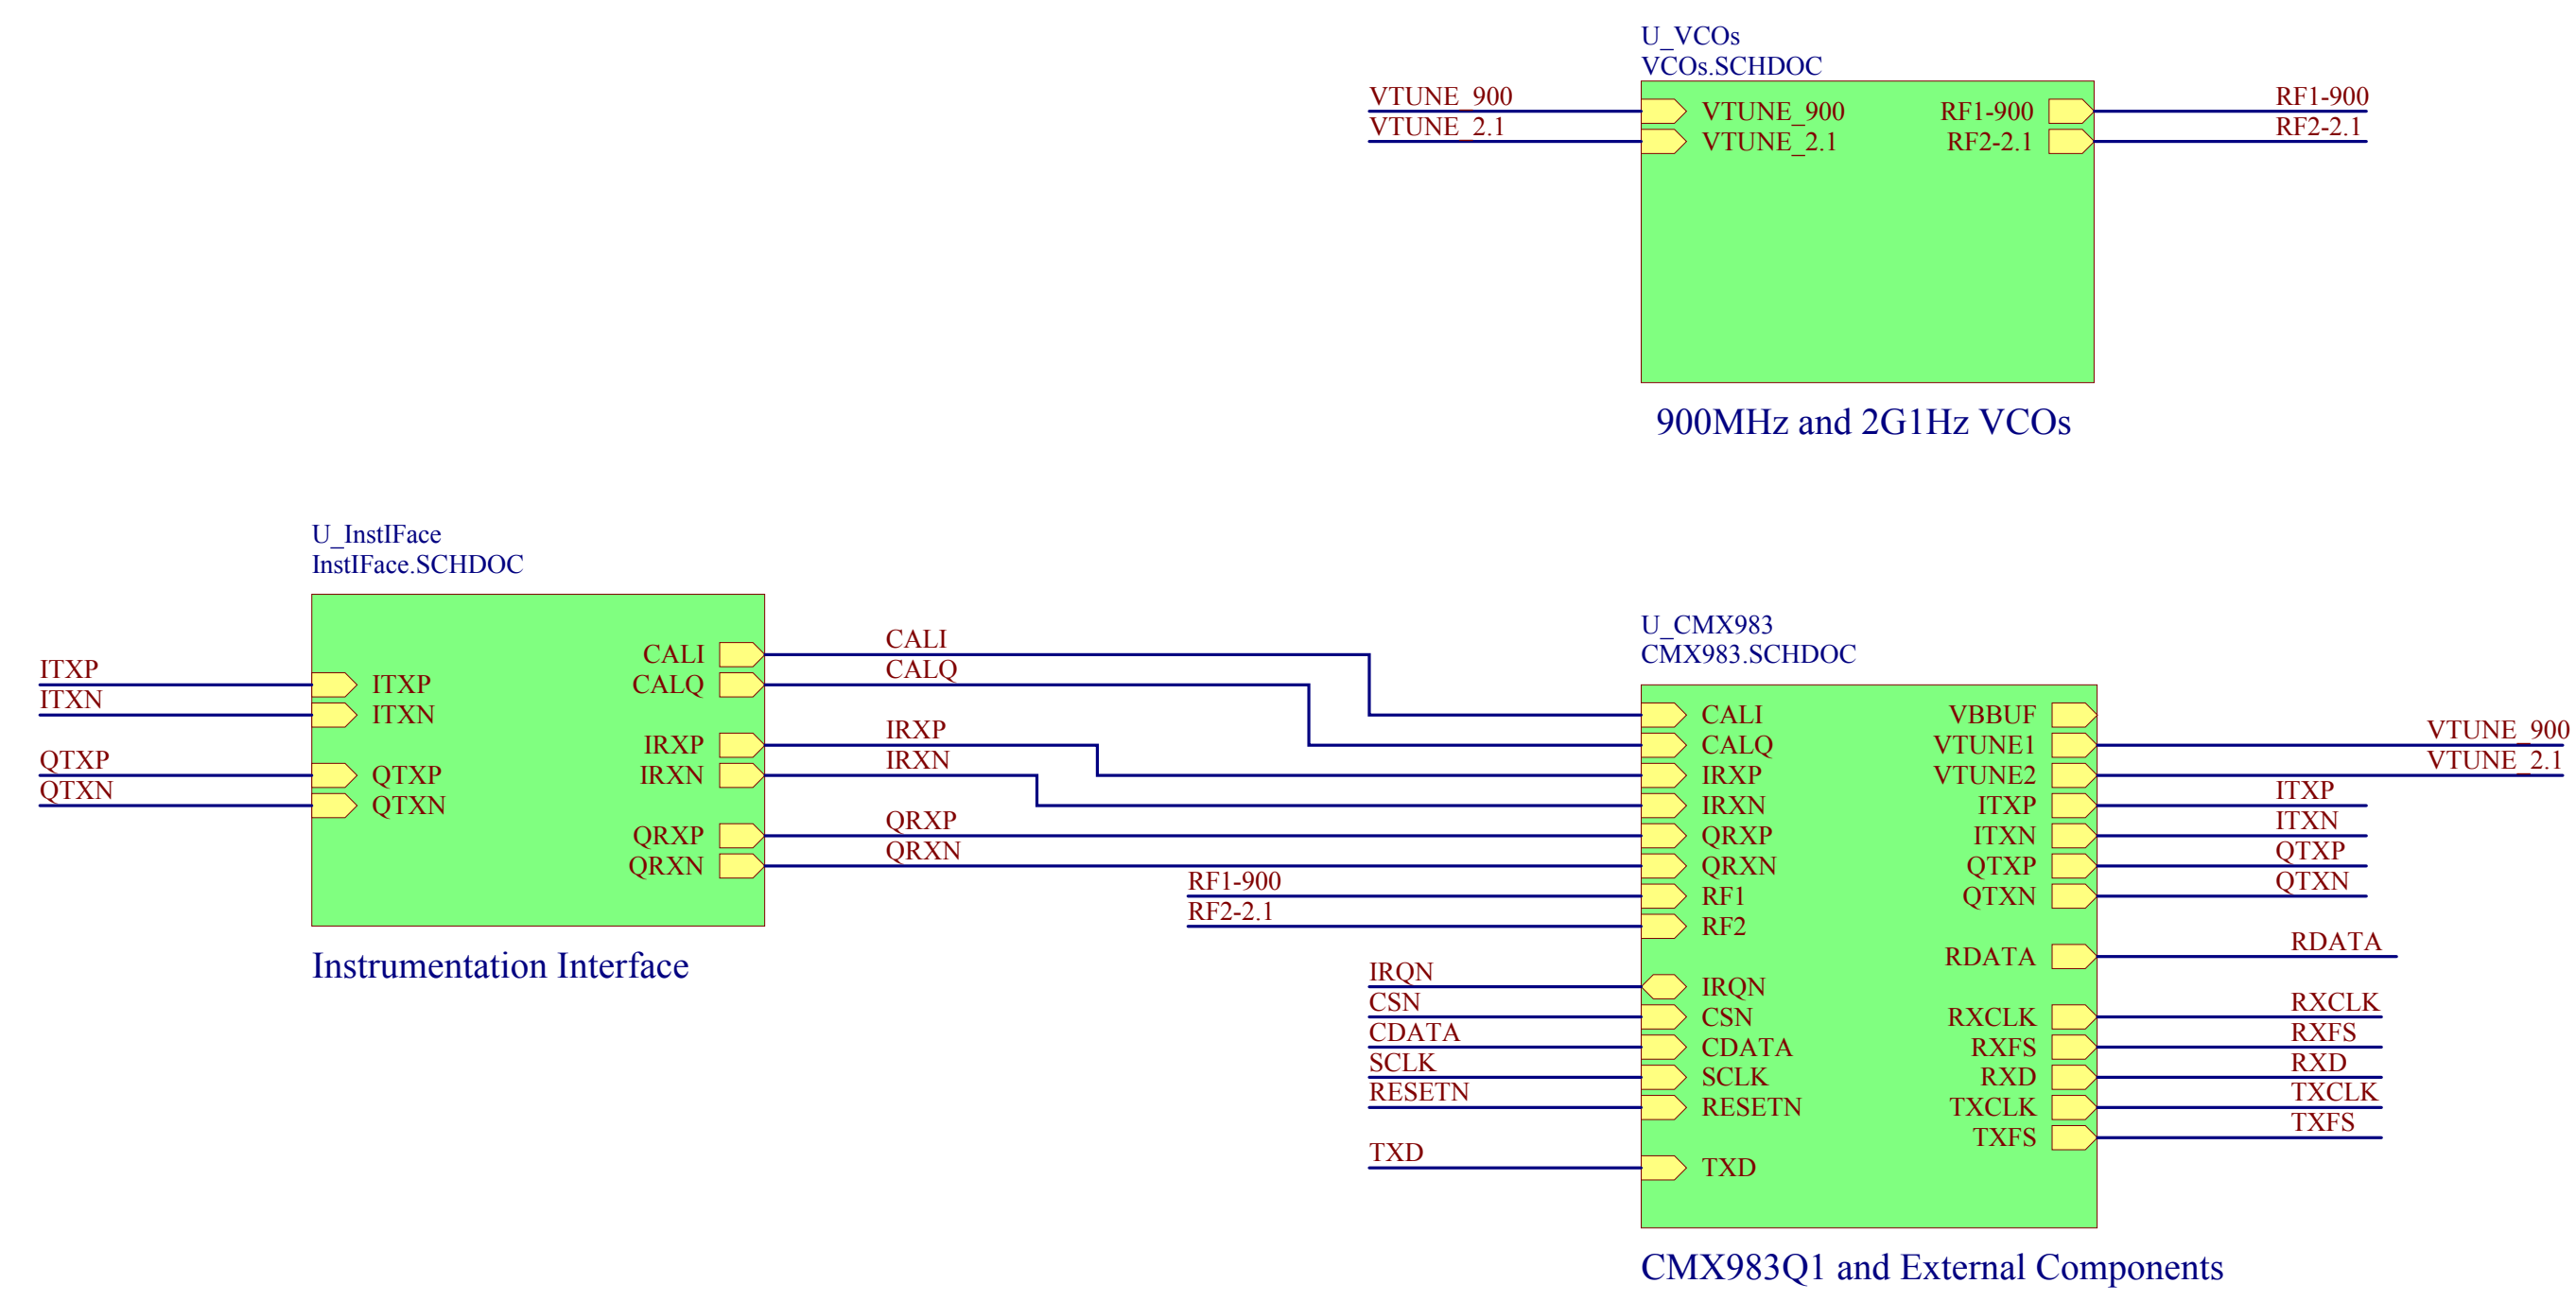 U_VCOs
VCOs.SCHDOC
VTUNE_900
VTUNE_2.1
VTUNE_900
VTUNE_2.1
RF1-900
RF2-2.1
RF1-900
RF2-2.1
900MHz and 2G1Hz VCOs
U_InstIFace
InstIFace.SCHDOC
ITXP
ITXN
QTXP
QTXN
ITXP
ITXN
QTXP
QTXN
CALI
CALQ
IRXP
IRXN
QRXP
QRXN
Instrumentation Interface
CALI
CALQ
IRXP
IRXN
QRXP
QRXN
RF1-900
RF2-2.1
IRQN
CSN
CDATA
SCLK
RESETN
TXD
U_CMX983
CMX983.SCHDOC
CALI
CALQ
IRXP
IRXN
QRXP
QRXN
RF1
RF2
IRQN
CSN
CDATA
SCLK
RESETN
TXD
VBBUF
VTUNE1
VTUNE2
ITXP
ITXN
QTXP
QTXN
RDATA
RXCLK
RXFS
RXD
TXCLK
TXFS
VTUNE_900
VTUNE_2.1
ITXP
ITXN
QTXP
QTXN
RDATA
RXCLK
RXFS
RXD
TXCLK
TXFS
CMX983Q1 and External Components